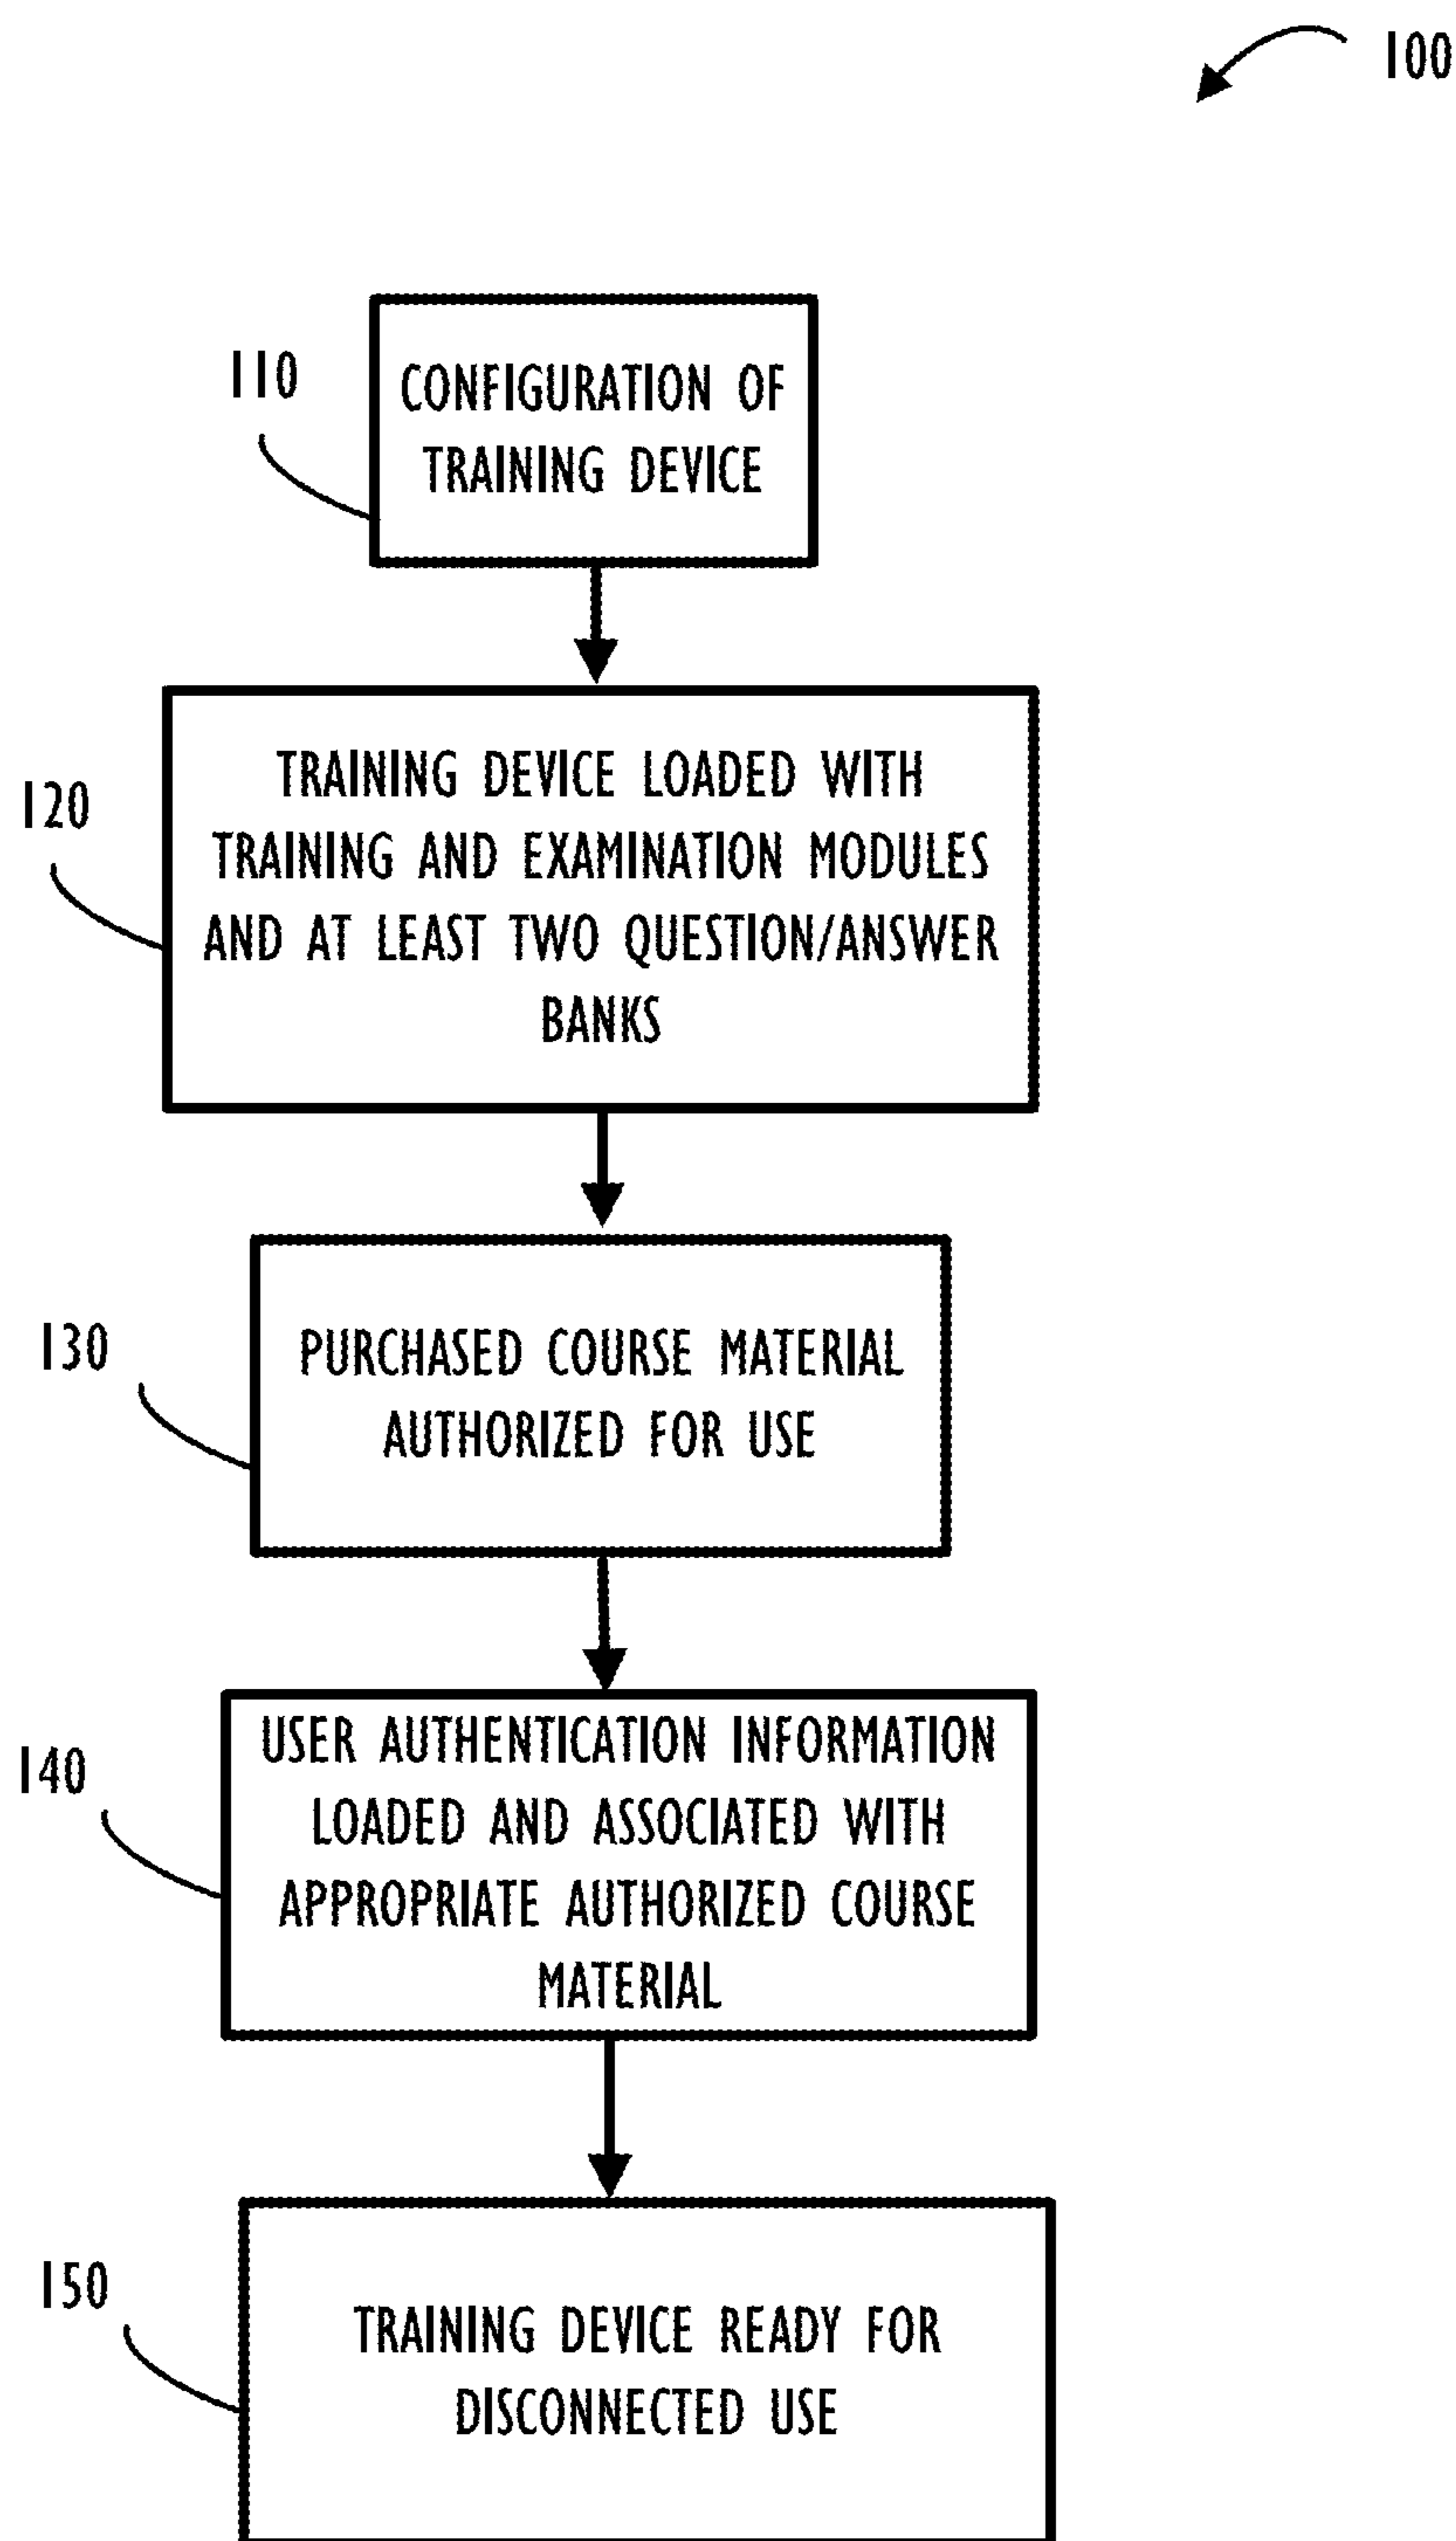 100
110
CONFIGURATION OF
TRAINING DEVICE
120
TRAINING DEVICE LOADED WITH
TRAINING AND EXAMINATION MODULES
AND AT LEAST TWO QUESTION/ANSWER
BANKS
130
PURCHASED COURSE MATERIAL
AUTHORIZED FOR USE
140
USER AUTHENTICATION INFORMATION
LOADED AND ASSOCIATED WITH
APPROPRIATE AUTHORIZED COURSE
MATERIAL
150
TRAINING DEVICE READY FOR
DISCONNECTED USE